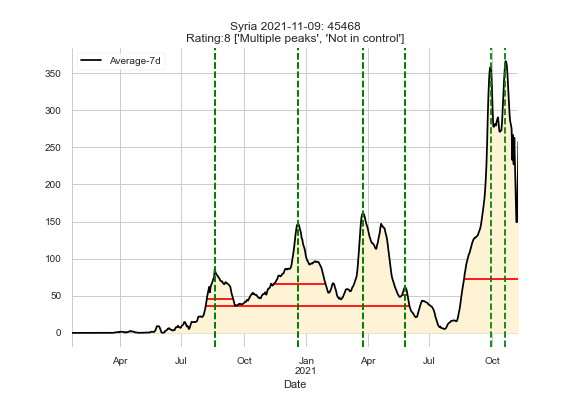 Syria 2021-11-09: 45468
Rating:8 ['Multiple peaks', 'Not in control']
Average-7d
350
300
250
200
150
100
50
0
Apr Jul Oct Jan Apr Jul Oct
2021
Date